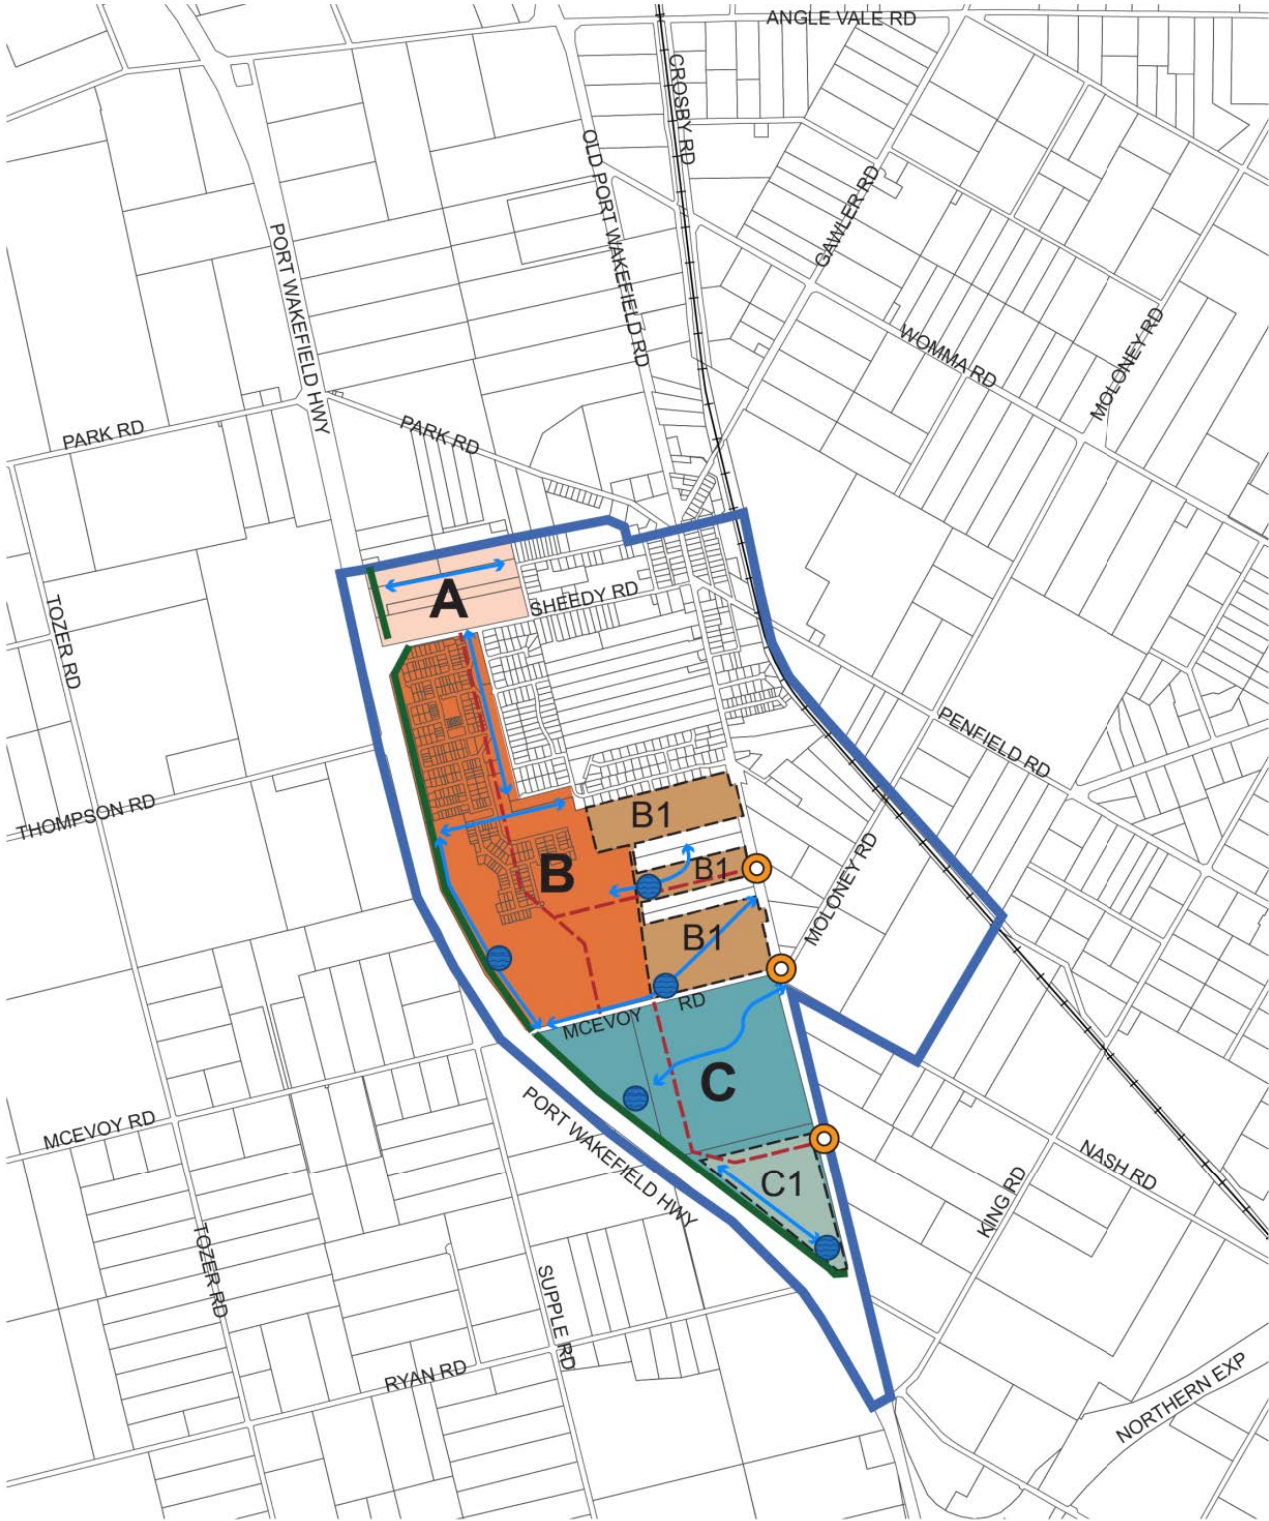 ANGLE VALE RD
CROSBY RD
OLD PORT WAKEFIELD RD
GAWLER RD
PORT WAKEFIELD HWY
WOMMA RD
MOLONEY RD
PARK RD
PARK RD
SHEEDY RD
A
TOZER RD
PENFIELD RD
THOMPSON RD
B1
B
B1
MOLONEY RD
B1
MCEVOY RD
C
PORT WAKEFIELD HWY
MCEVOY RD
NASH RD
C1
KING RD
TOZER RD
SUPPLE RD
RYAN RD
NORTHERN EXP